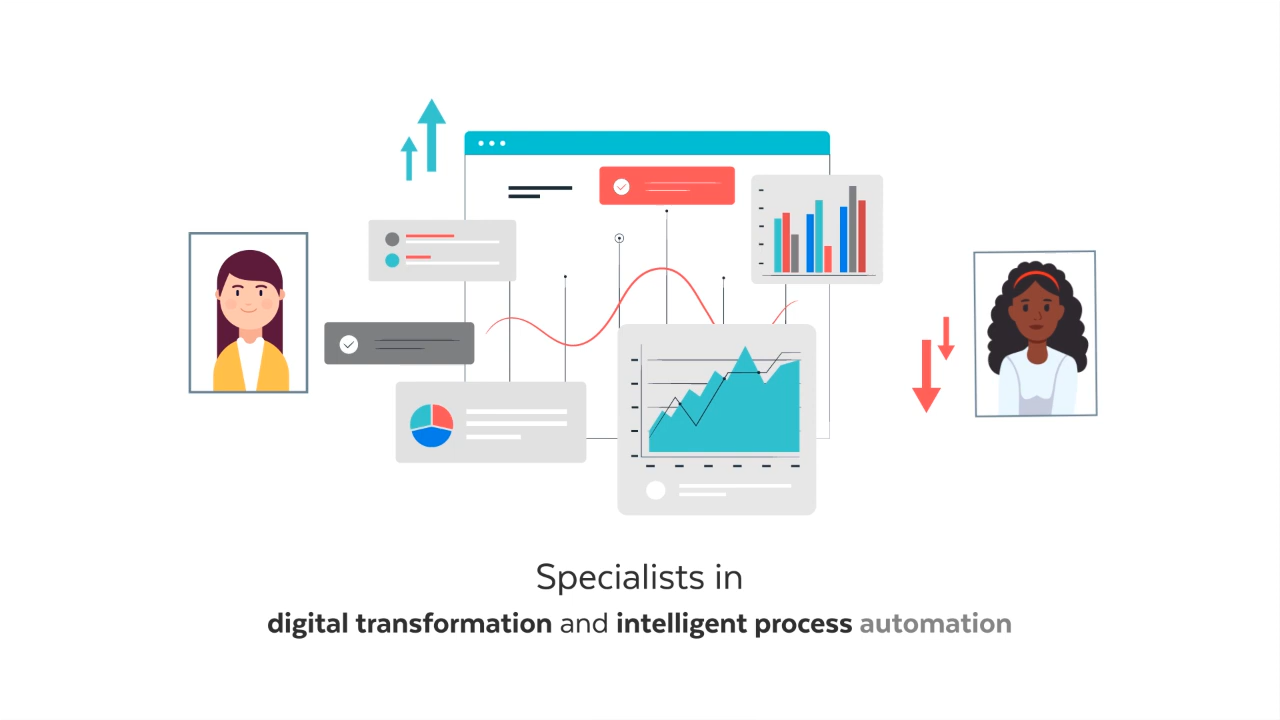 Specialists in
digital transformation and intelligent process automation